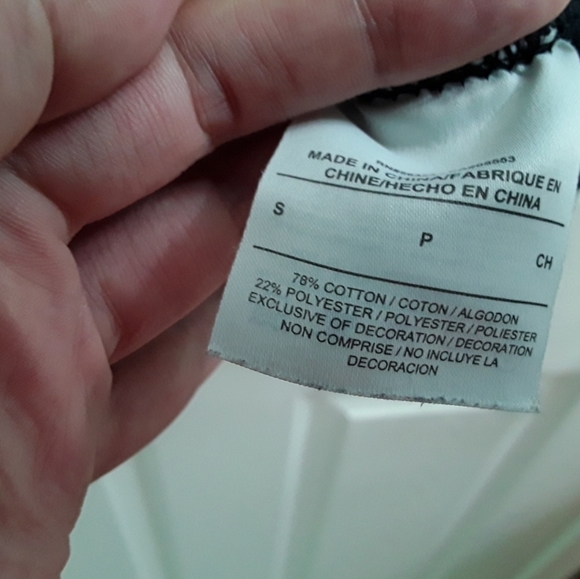 MADE IN CHINA/FABRIQUE EN
CHINE/HECHO EN CHINA
S P CH
78% COTTON / COTON / ALGODON
22% POLYESTER / POLYESTER / POLIESTER
EXCLUSIVE OF DECORATION / DECORATION
NON COMPRISE / NO INCLUYE LA
DECORACION